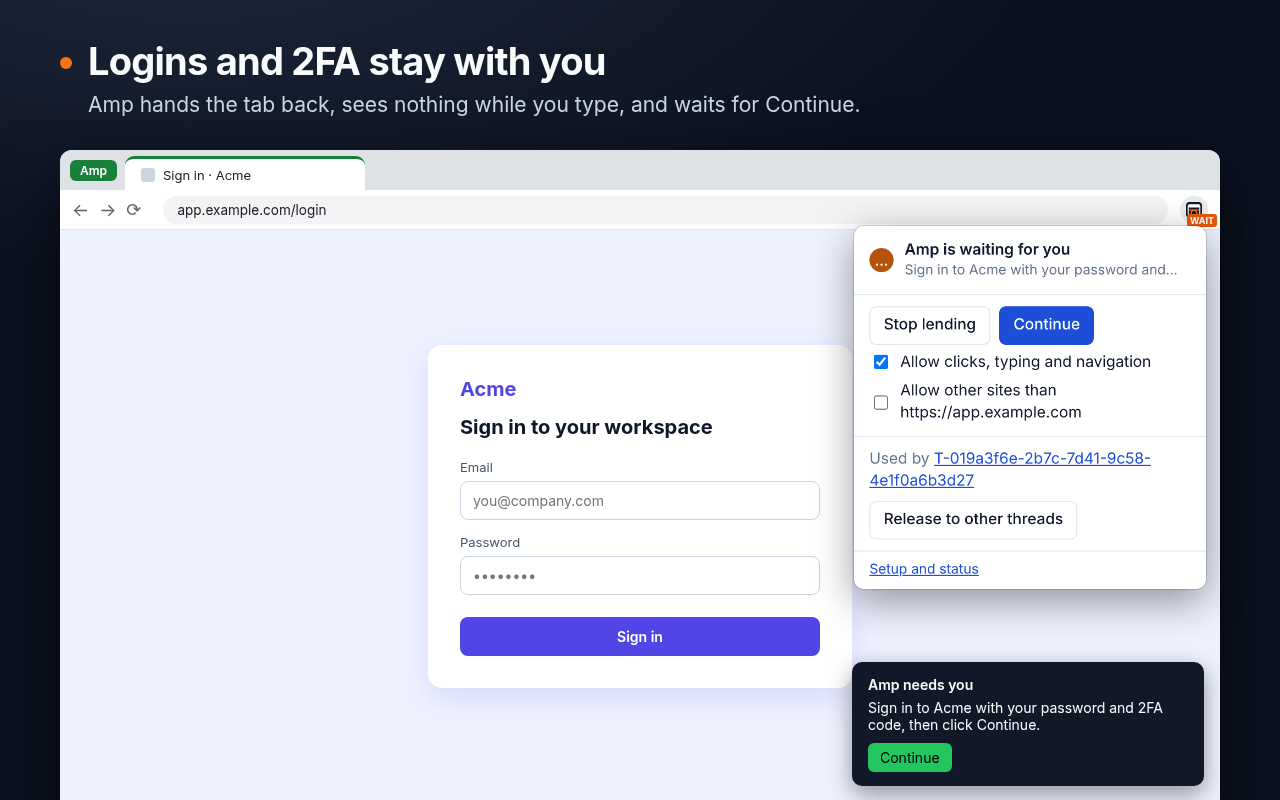 Logins and 2FA stay with you
Amp hands the tab back, sees nothing while you type, and waits for Continue.
Amp
Sign in · Acme
app.example.com/login
WAIT
Amp is waiting for you
Sign in to Acme with your password and...
Stop lending
Continue
Allow clicks, typing and navigation
Allow other sites than
https://app.example.com
Used by T-019a3f6e-2b7c-7d41-9c58-
4e1f0a6b3d27
Release to other threads
Setup and status
Acme
Sign in to your workspace
Email
you@company.com
Password
••••••••
Sign in
Amp needs you
Sign in to Acme with your password and 2FA
code, then click Continue.
Continue